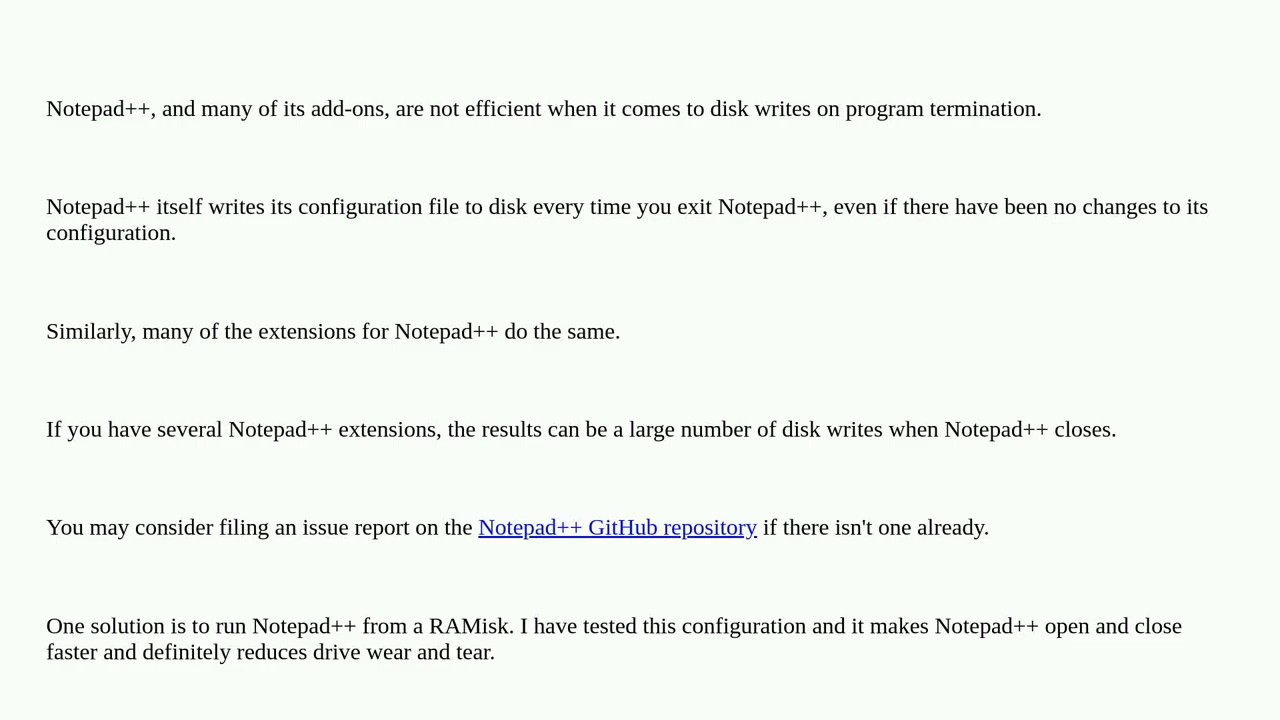 Notepad++, and many of its add-ons, are not efficient when it comes to disk writes on program termination.
Notepad++ itself writes its configuration file to disk every time you exit Notepad++, even if there have been no changes to its
configuration.
Similarly, many of the extensions for Notepad++ do the same.
If you have several Notepad++ extensions, the results can be a large number of disk writes when Notepad++ closes.
You may consider filing an issue report on the Notepad++ GitHub repository if there isn't one already.
One solution is to run Notepad++ from a RAMisk. I have tested this configuration and it makes Notepad++ open and close
faster and definitely reduces drive wear and tear.